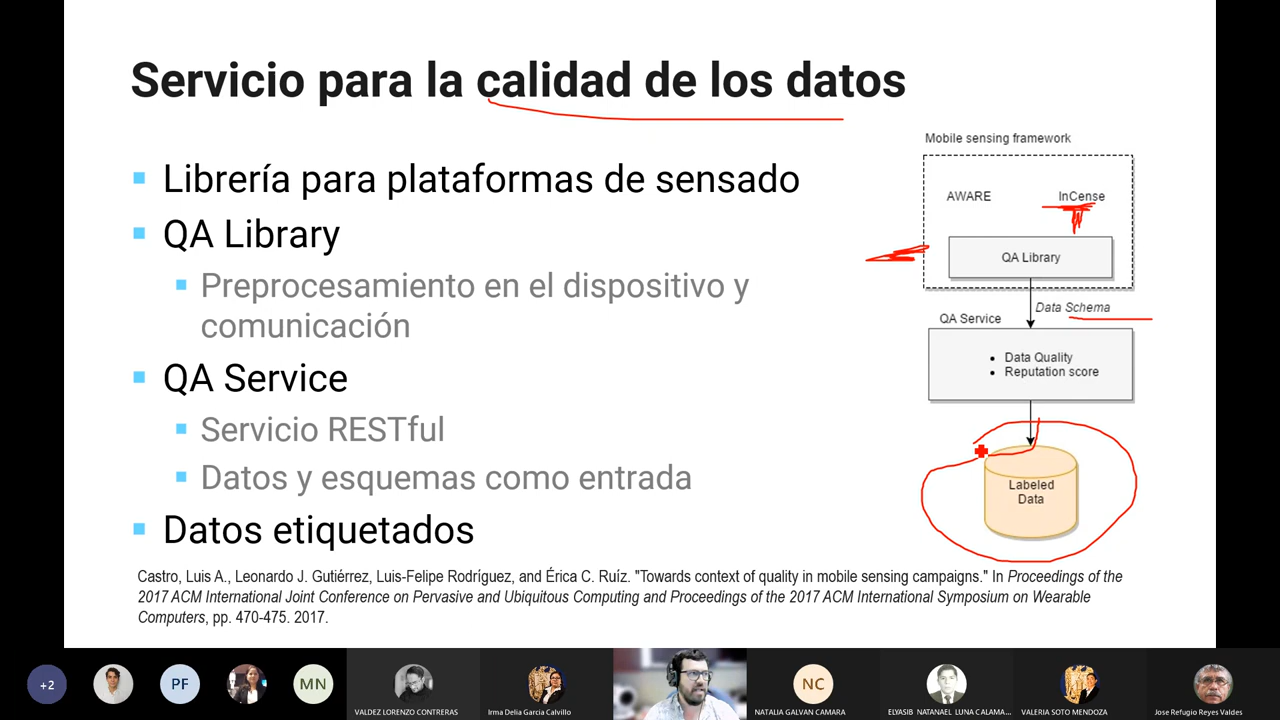 Servicio para la calidad de los datos
Librería para plataformas de sensado
QA Library
Preprocesamiento en el dispositivo y
comunicación
QA Service
Servicio RESTful
Datos y esquemas como entrada
Datos etiquetados
Mobile sensing framework
AWARE
InCense
QA Library
Data Schema
QA Service
Data Quality
Reputation score
Labeled
Data
Castro, Luis A., Leonardo J. Gutiérrez, Luis-Felipe Rodríguez, and Érica C. Ruíz. "Towards context of quality in mobile sensing campaigns." In Proceedings of the
2017 ACM International Joint Conference on Pervasive and Ubiquitous Computing and Proceedings of the 2017 ACM International Symposium on Wearable
Computers, pp. 470-475. 2017.
+2
PF
MN
NC
VALDEZ LORENZO CONTRERAS
Irma Delia Garcia Calvillo
NATALIA GALVAN CAMARA
ELYASIB NATANAEL LUNA CALAMA...
VALERIA SOTO MENDOZA
Jose Refugio Reyes Valdes